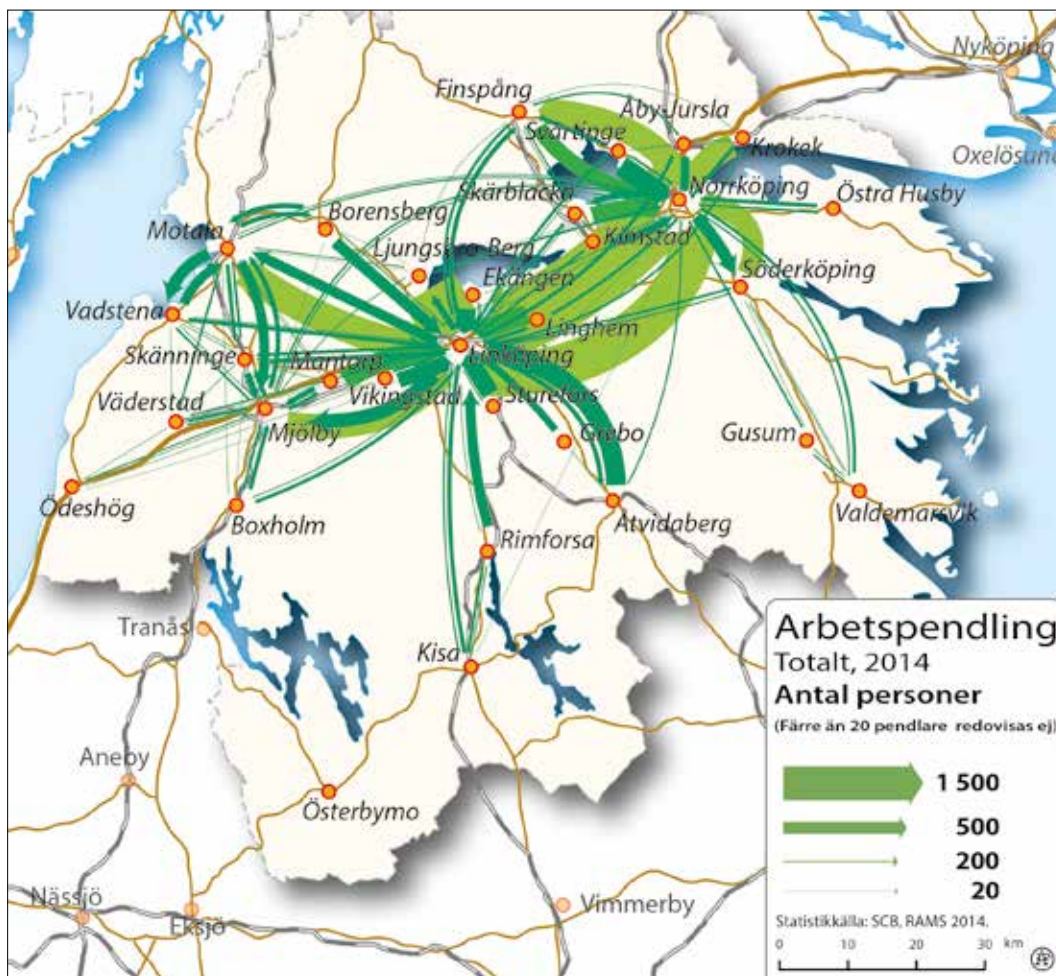 Nyköping
Finspång
Åby-Jursla
Svärtinge
Krokek
Oxelösund
Skärblacka
Norrköping
Östra Husby
Borensberg
Motala
Kimstad
Ljungsbro-Berg
Ekängen
Söderköping
Vadstena
Linghem
Skänninge
Mantorp
Linköping
Vikingstad
Sturefors
Väderstad
Mjölby
Grebo
Gusum
Ödeshög
Boxholm
Åtvidaberg
Valdemarsvik
Rimforsa
Tranås
Kisa
Aneby
Österbymo
Nässjö
Eksjö
Vimmerby
Arbetspendling
Totalt, 2014
Antal personer
(Färre än 20 pendlare redovisas ej)
1 500
500
200
20
Statistikkälla: SCB, RAMS 2014.
km
0 10 20 30